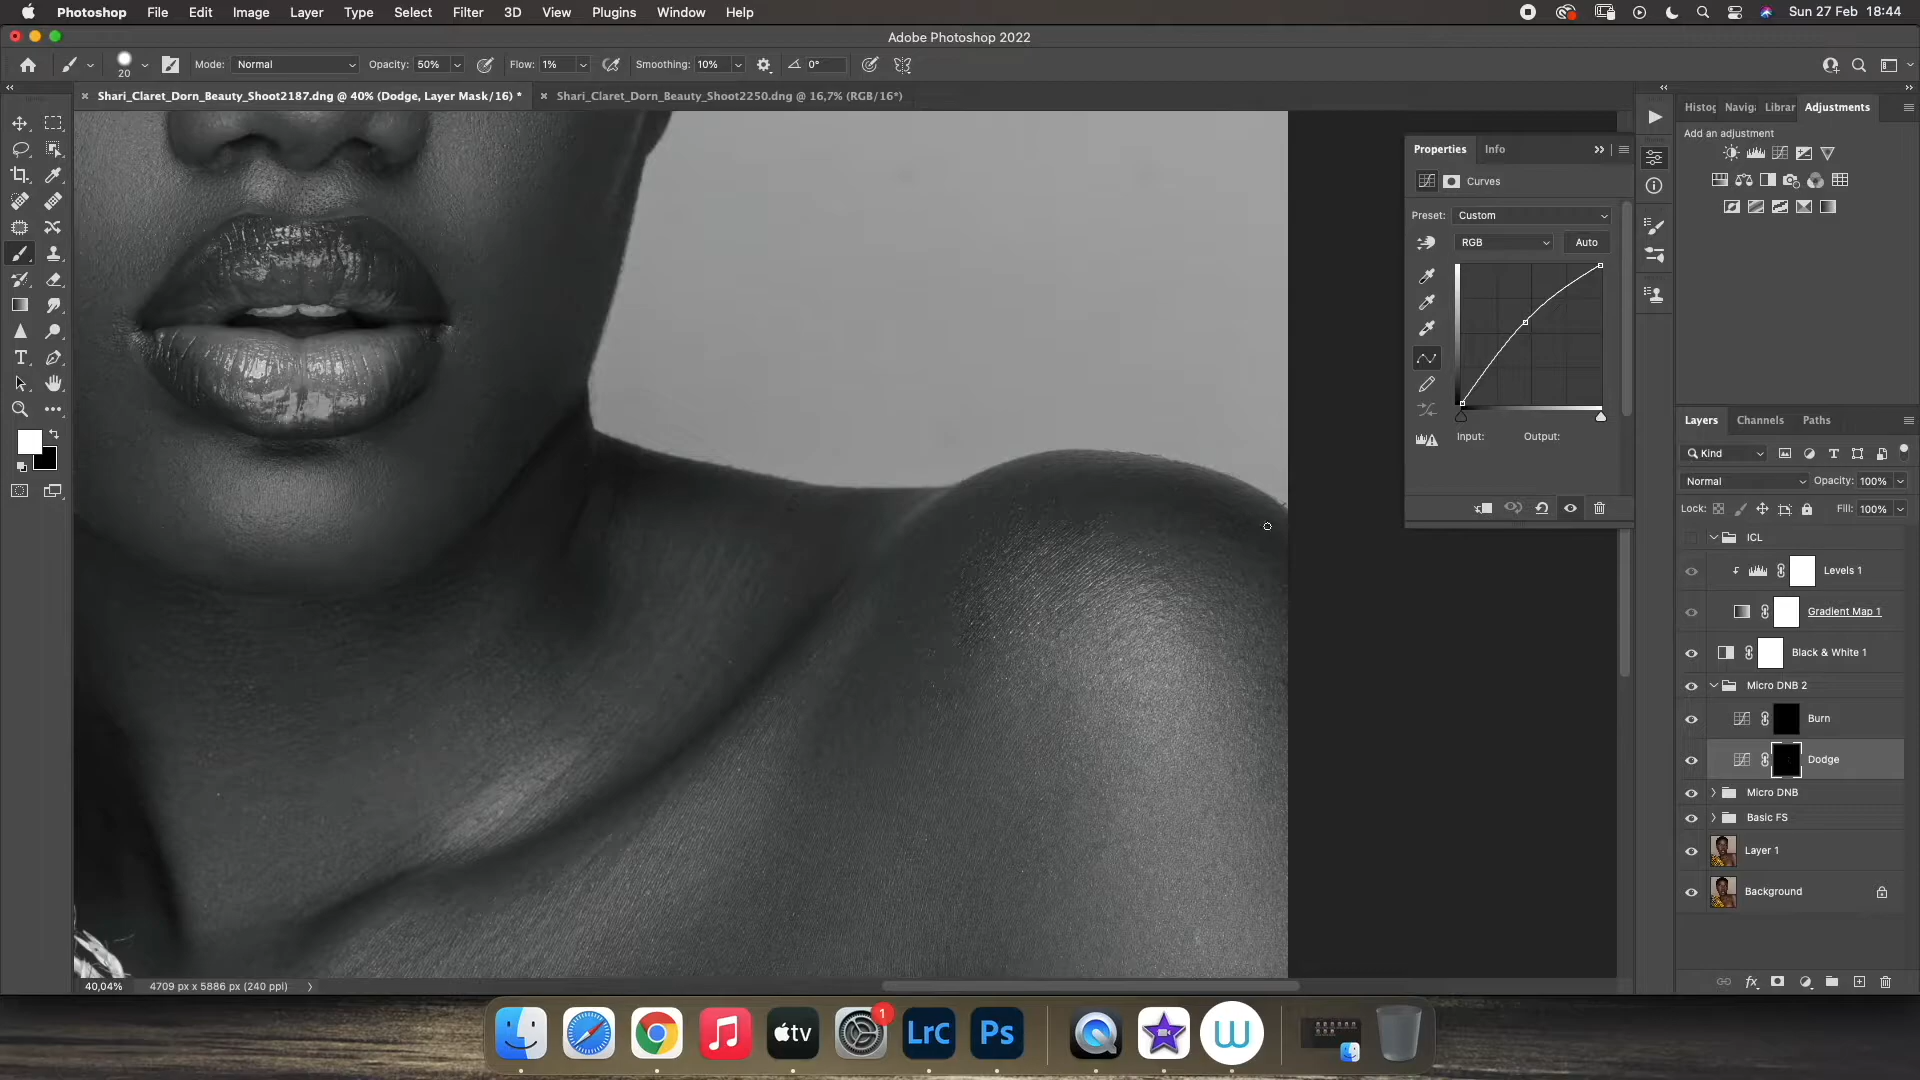 Photoshop File Edit Image Layer Type Select Filter 3D View Plugins Window Help Sun 27 Feb 18:44
Adobe Photoshop 2022
20 Mode: Normal Opacity: 50% Flow: 1% Smoothing: 10% 0°
Shari_Claret_Dorn_Beauty_Shoot2187.dng @ 40% (Dodge, Layer Mask/16) * Shari_Claret_Dorn_Beauty_Shoot2250.dng @ 16,7% (RGB/16*)
Histog Naviga Librar Adjustments
Add an adjustment
Properties Info
Curves
Preset: Custom
RGB Auto
Input: Output:
Layers Channels Paths
Kind
Normal Opacity: 100%
Lock: Fill: 100%
ICL
Levels 1
Gradient Map 1
Black & White 1
Micro DNB 2
Burn
Dodge
Micro DNB
Basic FS
Layer 1
Background
fx
40,04% 4709 px x 5886 px (240 ppi)
tv 1 LrC Ps W